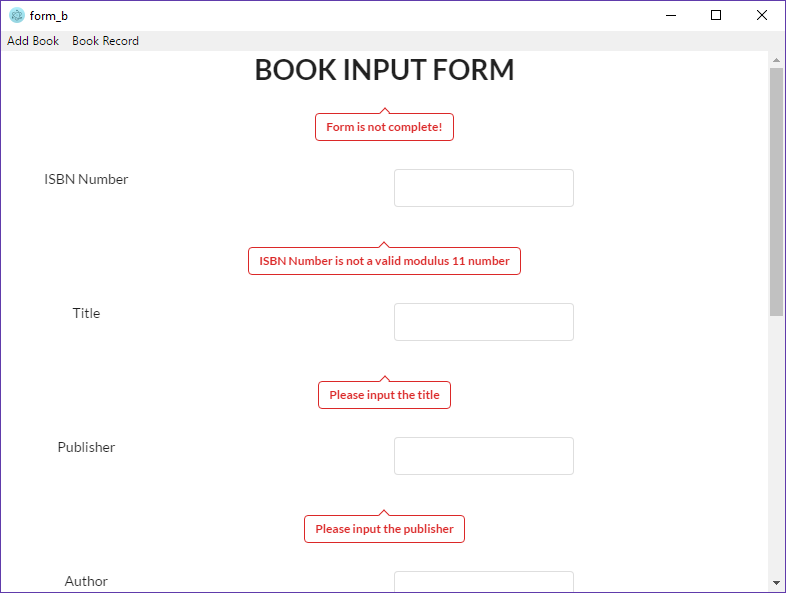 form_b
Add Book Book Record
BOOK INPUT FORM
Form is not complete!
ISBN Number
ISBN Number is not a valid modulus 11 number
Title
Please input the title
Publisher
Please input the publisher
Author